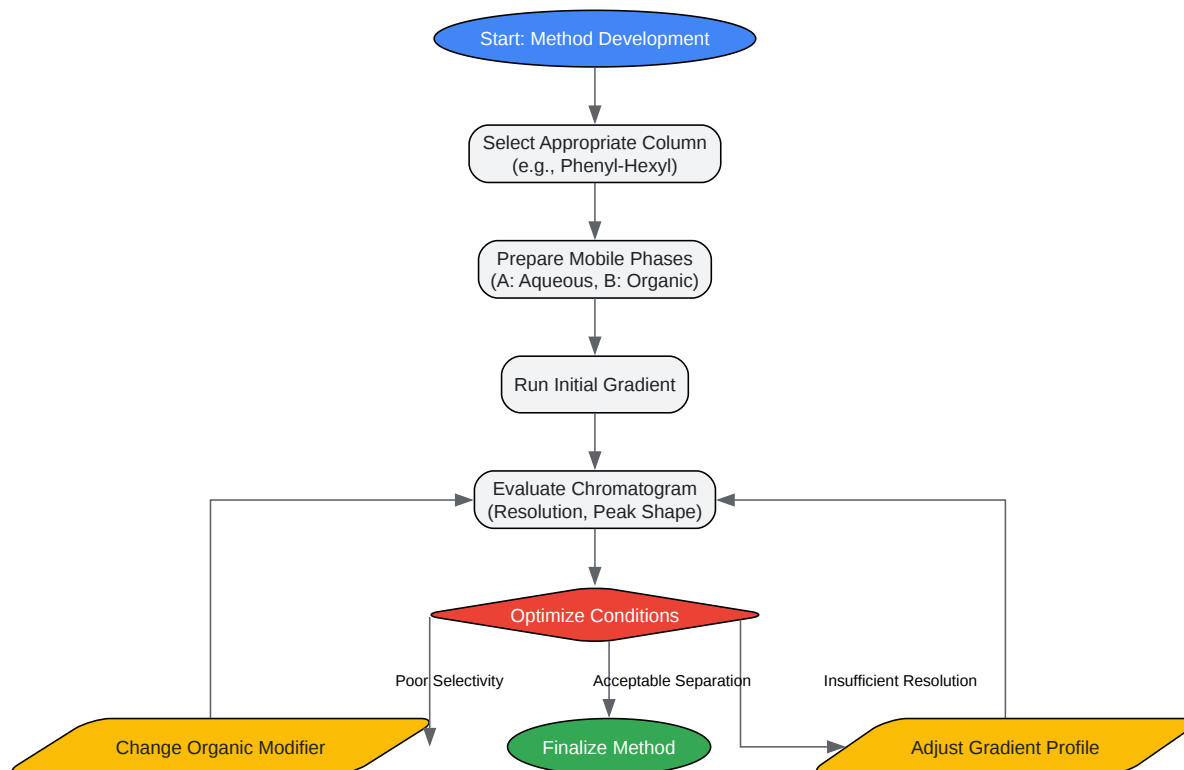 Start: Method Development
Select Appropriate Column
(e.g., Phenyl-Hexyl)
Prepare Mobile Phases
(A: Aqueous, B: Organic)
Run Initial Gradient
Evaluate Chromatogram
(Resolution, Peak Shape)
Optimize Conditions
Poor Selectivity
Acceptable Separation
Insufficient Resolution
Change Organic Modifier
Finalize Method
Adjust Gradient Profile